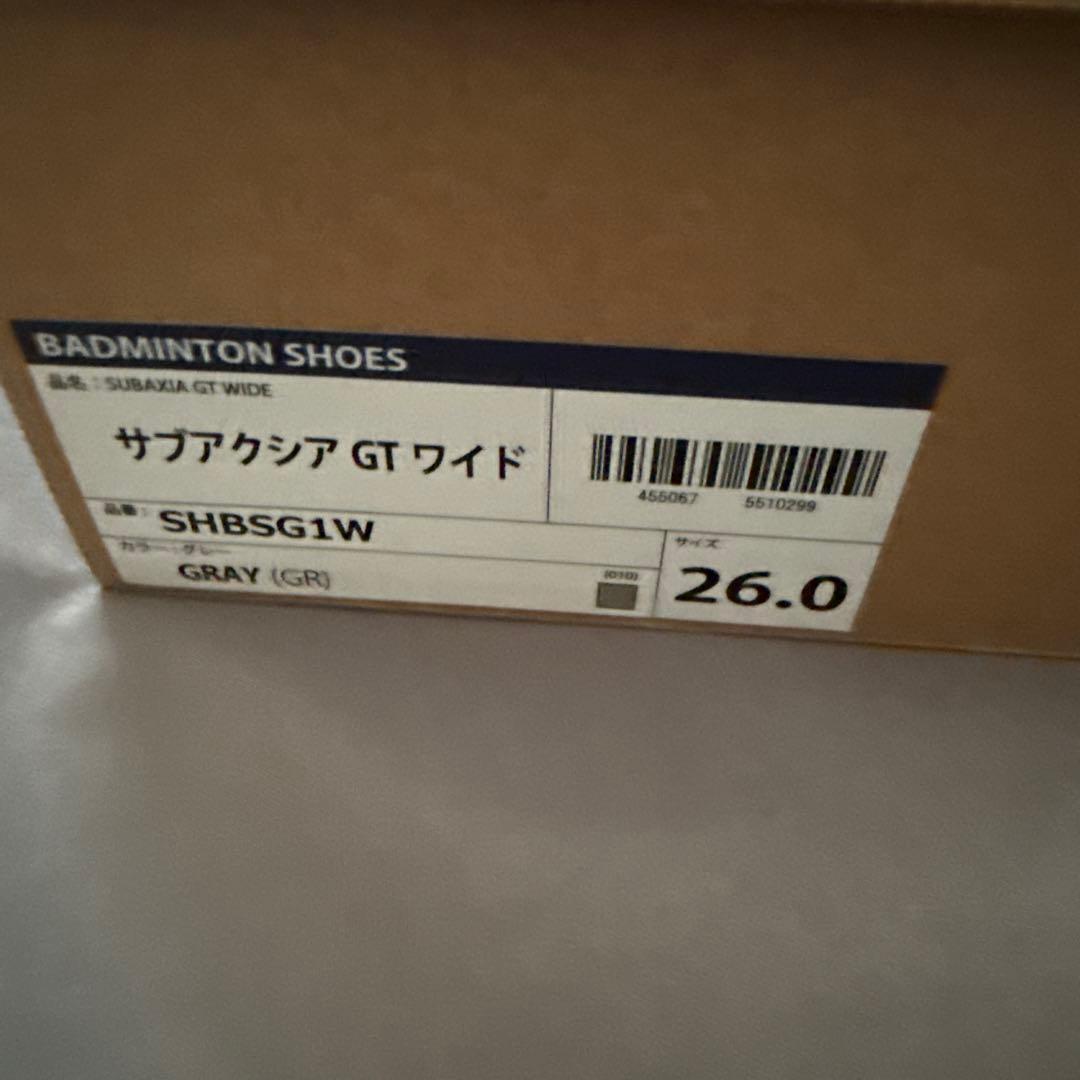 BADMINTON SHOES
品名：SUBAXIA GT WIDE
サブアクシア GT ワイド
455067 5510299
品番：
SHBSG1W
カラー：グレー
GRAY (GR)
(010)
サイズ
26.0